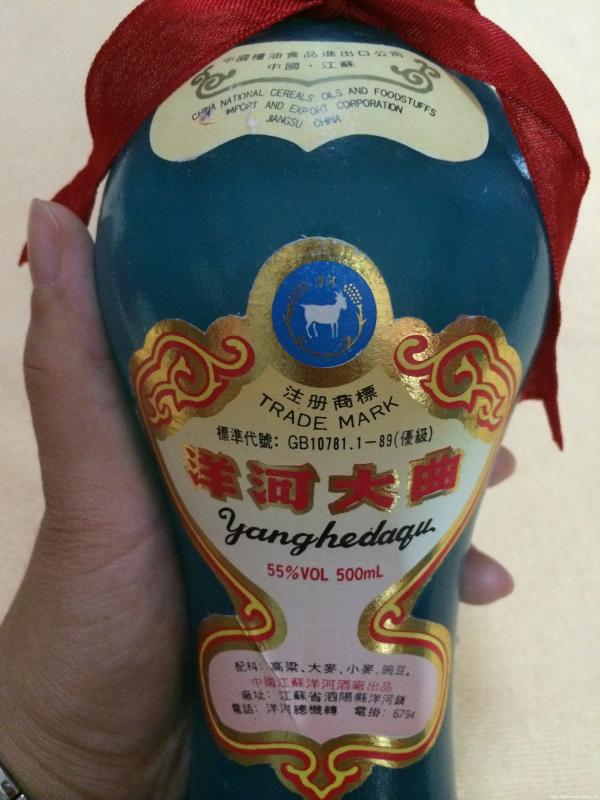 中國糧油食品進出口公司
中國·江蘇
CHINA NATIONAL CEREALS OILS AND FOODSTUFFS
IMPORT AND EXPORT CORPORATION
JIANGSU CHINA
注册商標
TRADE MARK
標準代號: GB10781.1-89(優級)
洋河大曲
Yanghedaqu
55%VOL 500mL
配料: 高粱、大麥、小麥、豌豆。
中國江蘇洋河酒廠出品
廠址: 江蘇省泗陽縣洋河鎮
電話: 洋河總機轉 電掛: 6794